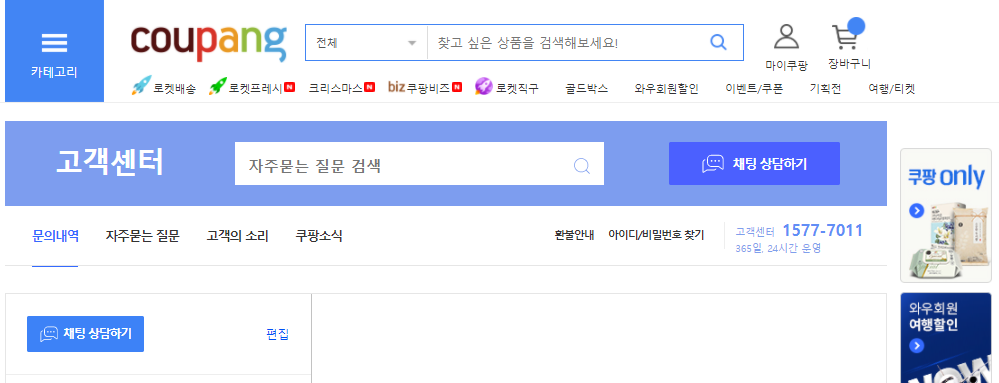 카테고리
coupang
전체
찾고 싶은 상품을 검색해보세요!
마이쿠팡
장바구니
로켓배송
로켓프레시 N
크리스마스 N
biz 쿠팡비즈 N
로켓직구
골드박스
와우회원할인
이벤트/쿠폰
기획전
여행/티켓
고객센터
자주묻는 질문 검색
채팅 상담하기
쿠팡 only
문의내역
자주묻는 질문
고객의 소리
쿠팡소식
환불안내
아이디/비밀번호 찾기
고객센터 1577-7011
365일, 24시간 운영
채팅 상담하기
편집
와우회원
여행할인